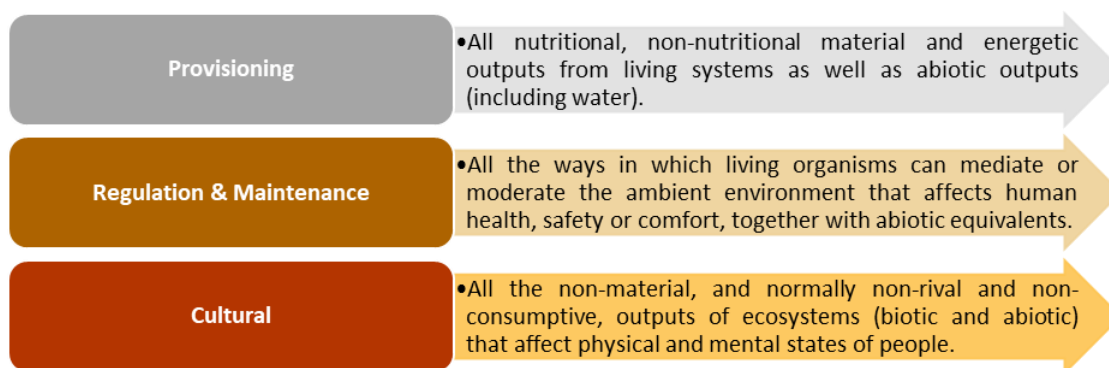 Provisioning
•All nutritional, non-nutritional material and energetic
outputs from living systems as well as abiotic outputs
(including water).
Regulation & Maintenance
•All the ways in which living organisms can mediate or
moderate the ambient environment that affects human
health, safety or comfort, together with abiotic equivalents.
Cultural
•All the non-material, and normally non-rival and non-
consumptive, outputs of ecosystems (biotic and abiotic)
that affect physical and mental states of people.